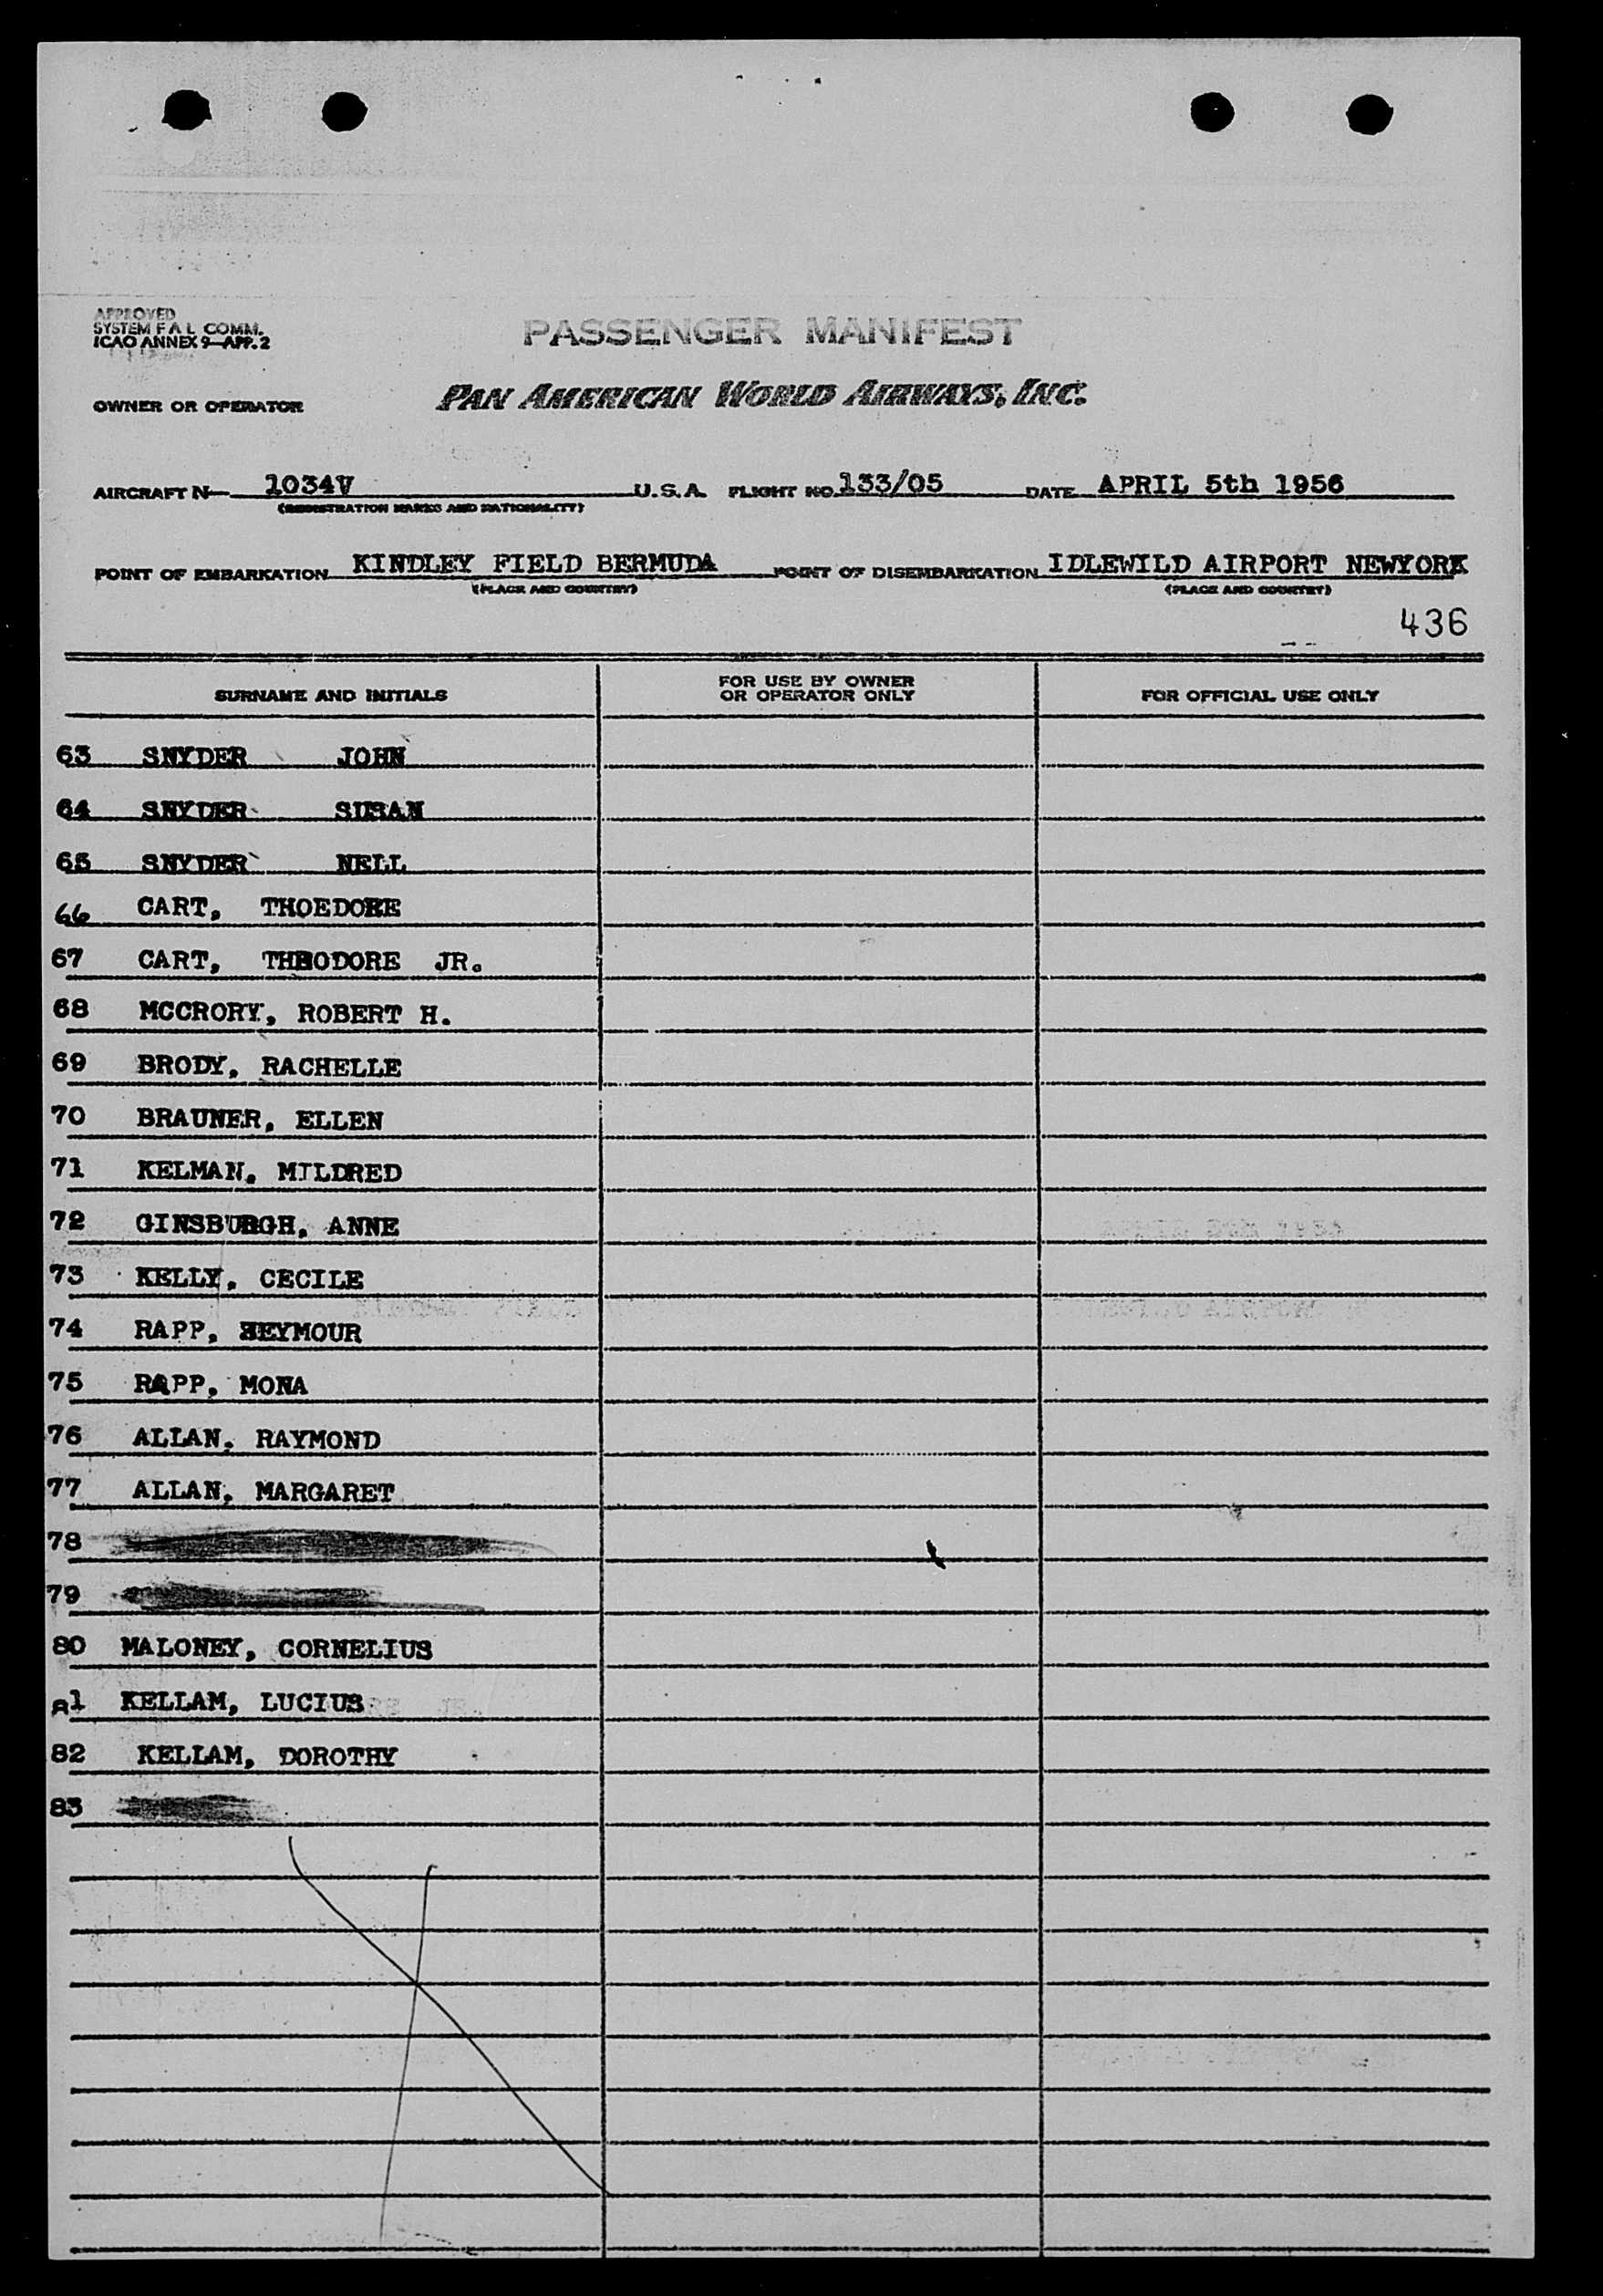 APPROVED
SYSTEM F A L COMM.
ICAO ANNEX 9—APP. 2
PASSENGER MANIFEST
OWNER OR OPERATOR PAN AMERICAN WORLD AIRWAYS, INC.
AIRCRAFT N— 1034V U.S.A. FLIGHT NO. 133/05 DATE APRIL 5th 1956
(REGISTRATION MARKS AND NATIONALITY)
POINT OF EMBARKATION KINDLEY FIELD BERMUDA POINT OF DISEMBARKATION IDLEWILD AIRPORT NEWYORK
(PLACE AND COUNTRY) (PLACE AND COUNTRY)
436
SURNAME AND INITIALS FOR USE BY OWNER OR OPERATOR ONLY FOR OFFICIAL USE ONLY
63 SNYDER JOHN
64 SNYDER SUSAN
65 SNYDER NELL
66 CART, THOEDORE
67 CART, THEODORE JR.
68 MCCRORY, ROBERT H.
69 BRODY, RACHELLE
70 BRAUNER, ELLEN
71 KELMAN, MILDRED
72 GINSBURGH, ANNE
73 KELLY, CECILE
74 RAPP, SEYMOUR
75 RAPP, MONA
76 ALLAN, RAYMOND
77 ALLAN, MARGARET
78
79
80 MALONEY, CORNELIUS
81 KELLAM, LUCIUS
82 KELLAM, DOROTHY
83